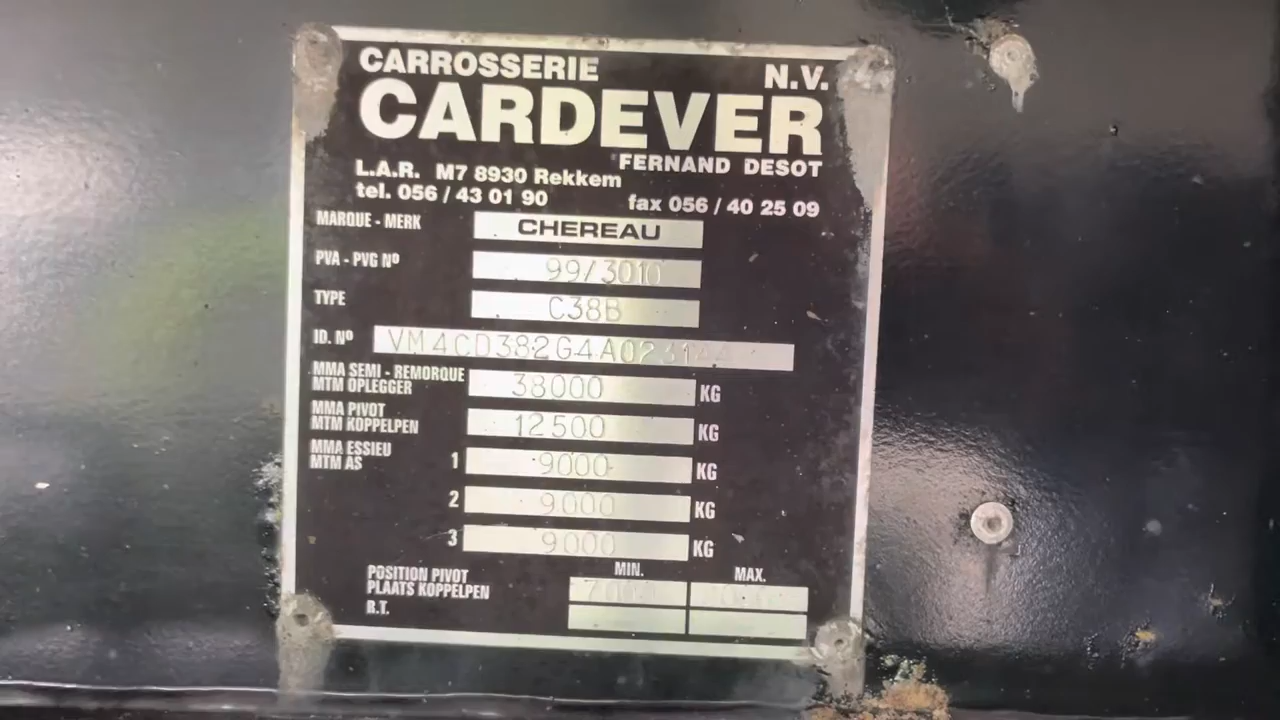 CARROSSERIE N.V.
CARDEVER
FERNAND DESOT
L.A.R. M7 8930 Rekkem
tel. 056 / 43 01 90 fax 056 / 40 25 09
MARQUE - MERK CHEREAU
PVA - PVG Nº 99/3010
TYPE C38B
ID. Nº
MMA SEMI - REMORQUE
MTM OPLEGGER 38000 KG
MMA PIVOT
MTM KOPPELPEN 12500 KG
MMA ESSIEU
MTM AS 1 9000 KG
2 9000 KG
3 9000 KG
MIN. MAX.
POSITION PIVOT
PLAATS KOPPELPEN
R.T.